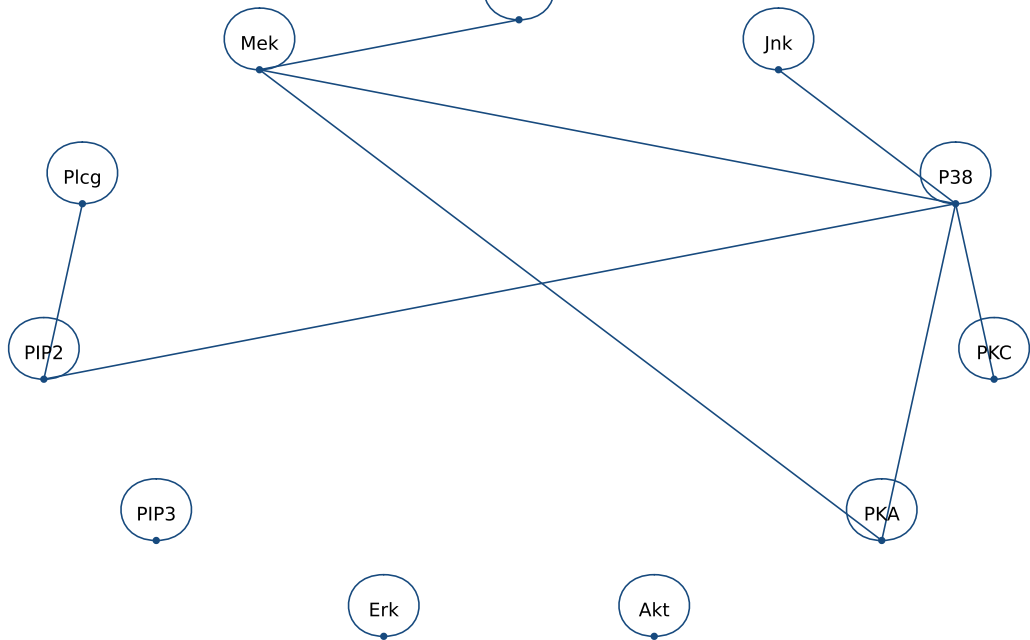 Mek
Jnk
Plcg
P38
PIP2
PKC
PIP3
PKA
Erk
Akt